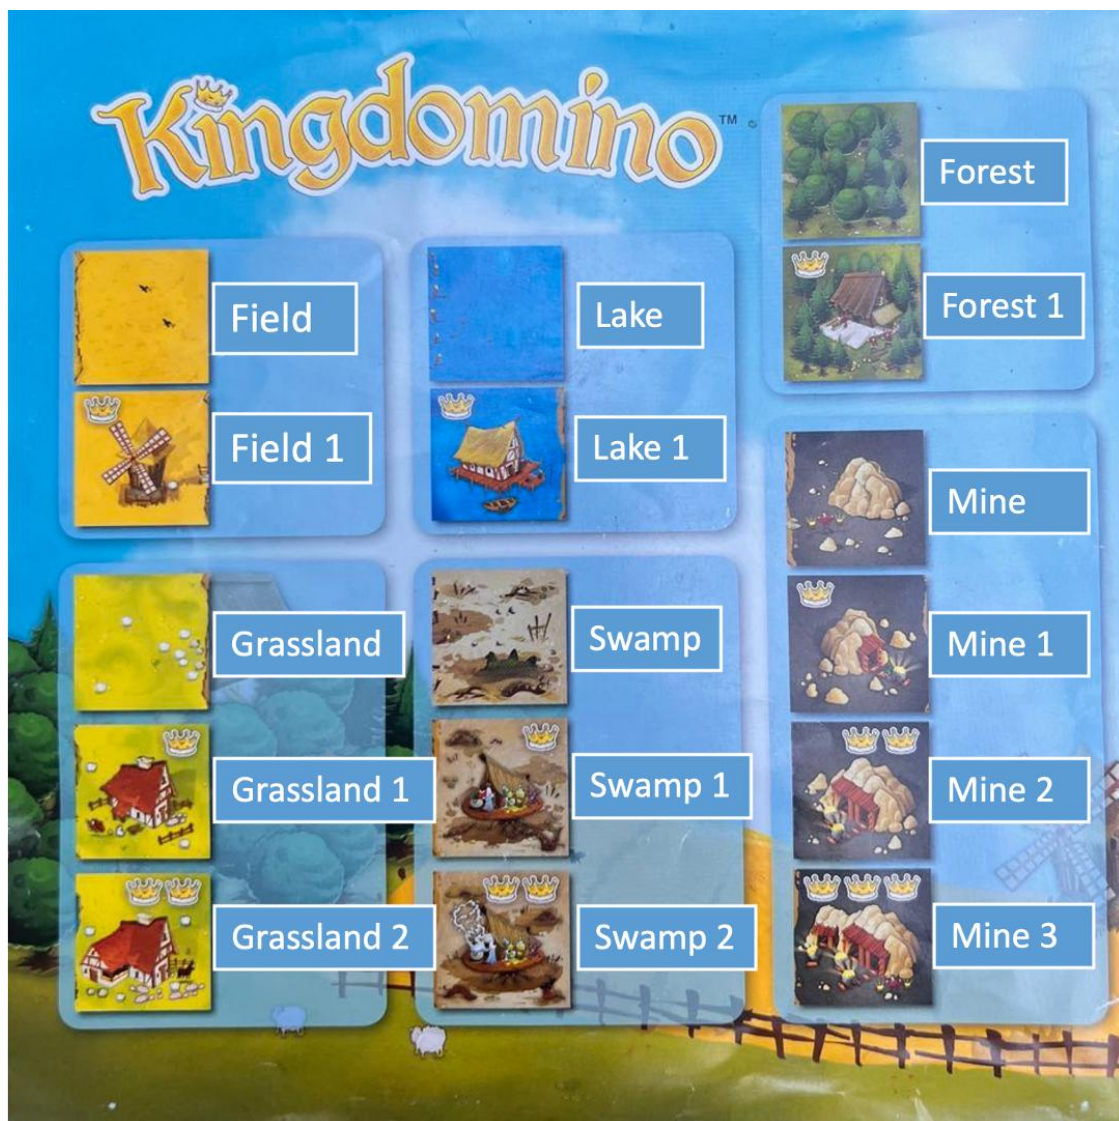 Kingdomino™
Field
Field 1
Lake
Lake 1
Forest
Forest 1
Grassland
Grassland 1
Grassland 2
Swamp
Swamp 1
Swamp 2
Mine
Mine 1
Mine 2
Mine 3